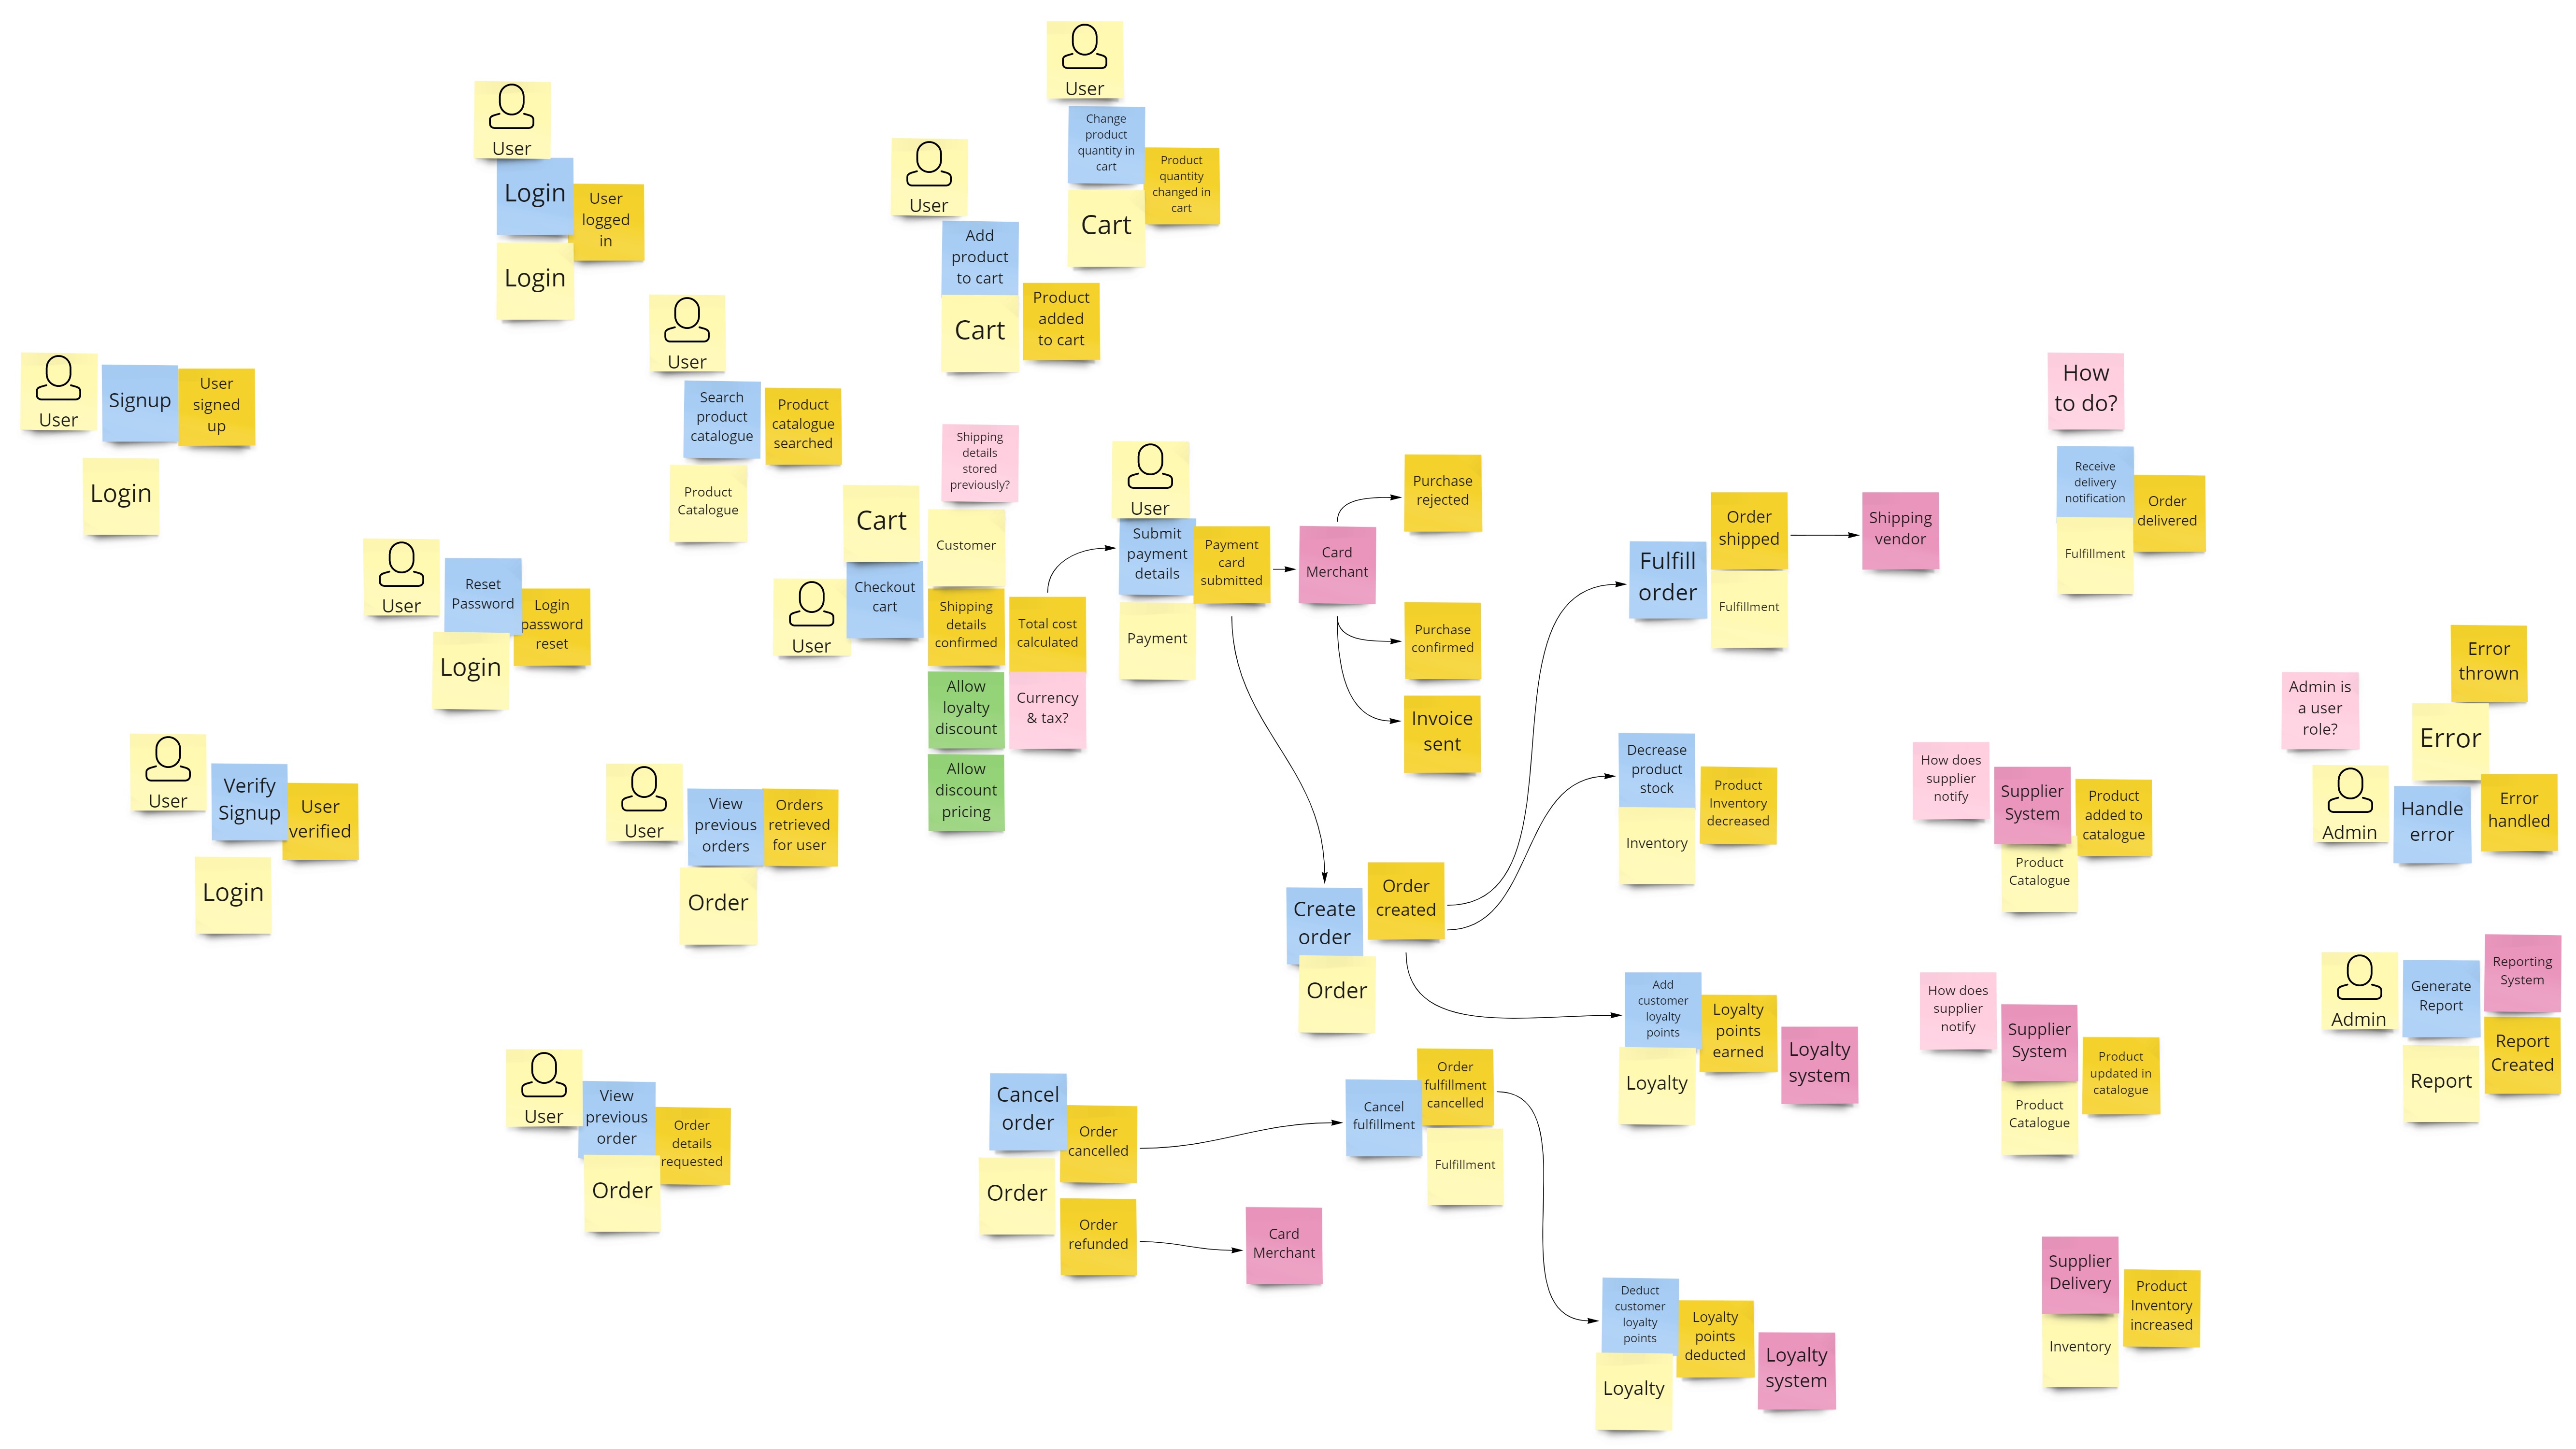 User
Change
product
quantity in
cart
Product
quantity
changed in
cart
Cart
User
Login
User
logged
in
Login
User
Add
product
to cart
Cart
Product
added
to cart
User
Signup
User
signed
up
Login
User
Search
product
catalogue
Product
catalogue
searched
Product
Catalogue
User
Reset
Password
Login
password
reset
Login
User
Verify
Signup
User
verified
Login
User
View
previous
orders
Orders
retrieved
for user
Order
User
View
previous
order
Order
details
requested
Order
Shipping
details
stored
previously?
Cart
Customer
User
Checkout
cart
Shipping
details
confirmed
Total cost
calculated
Allow
loyalty
discount
Currency
& tax?
Allow
discount
pricing
User
Submit
payment
details
Payment
card
submitted
Payment
Card
Merchant
Purchase
rejected
Purchase
confirmed
Invoice
sent
Create
order
Order
created
Order
Cancel
order
Order
cancelled
Order
Order
refunded
Card
Merchant
Cancel
fulfillment
Order
fulfillment
cancelled
Fulfillment
Fulfill
order
Order
shipped
Fulfillment
Shipping
vendor
Decrease
product
stock
Product
Inventory
decreased
Inventory
Add
customer
loyalty
points
Loyalty
points
earned
Loyalty
system
Loyalty
Deduct
customer
loyalty
points
Loyalty
points
deducted
Loyalty
system
Loyalty
How
to do?
Receive
delivery
notification
Order
delivered
Fulfillment
How does
supplier
notify
Supplier
System
Product
added to
catalogue
Product
Catalogue
How does
supplier
notify
Supplier
System
Product
updated in
catalogue
Product
Catalogue
Supplier
Delivery
Product
Inventory
increased
Inventory
Error
thrown
Admin is
a user
role?
Error
Admin
Handle
error
Error
handled
Admin
Generate
Report
Reporting
System
Report
Created
Report